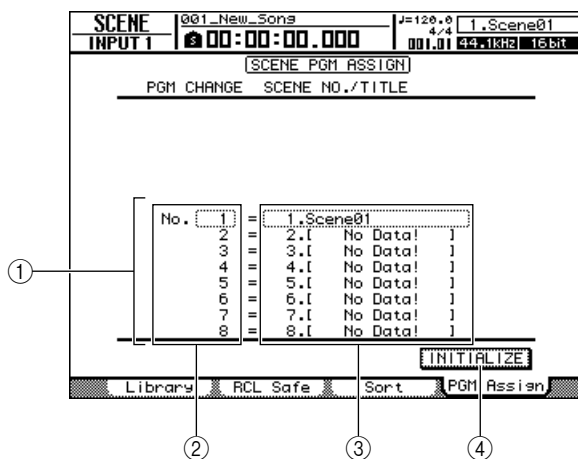 SCENE 001_New_Song J=120.0 1.Scene01
INPUT 1 S 00:00:00.000 4/4 001.01 44.1kHz 16bit
SCENE PGM ASSIGN
PGM CHANGE SCENE NO./TITLE
No. 1 = 1.Scene01
2 = 2.[ No Data! ]
3 = 3.[ No Data! ]
4 = 4.[ No Data! ]
5 = 5.[ No Data! ]
6 = 6.[ No Data! ]
7 = 7.[ No Data! ]
8 = 8.[ No Data! ]
①
INITIALIZE
Library RCL Safe Sort PGM Assign
② ③ ④